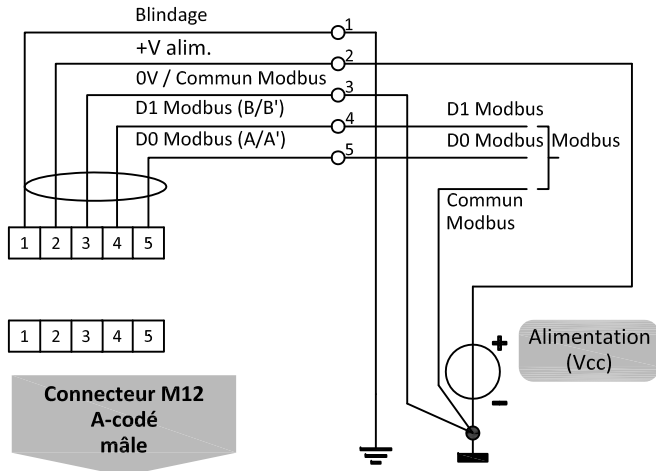 Blindage
1
+V alim.
2
0V / Commun Modbus
3
D1 Modbus (B/B')
4
D1 Modbus
D0 Modbus (A/A')
5
D0 Modbus
Modbus
Commun
Modbus
1 2 3 4 5
1 2 3 4 5
+
Alimentation
(Vcc)
−
Connecteur M12
A-codé
mâle